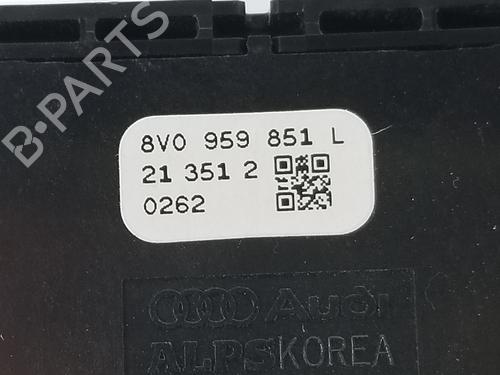 B-PARTS
8V0 959 851 L
21 351 2
0262
Audi
ALPSKOREA